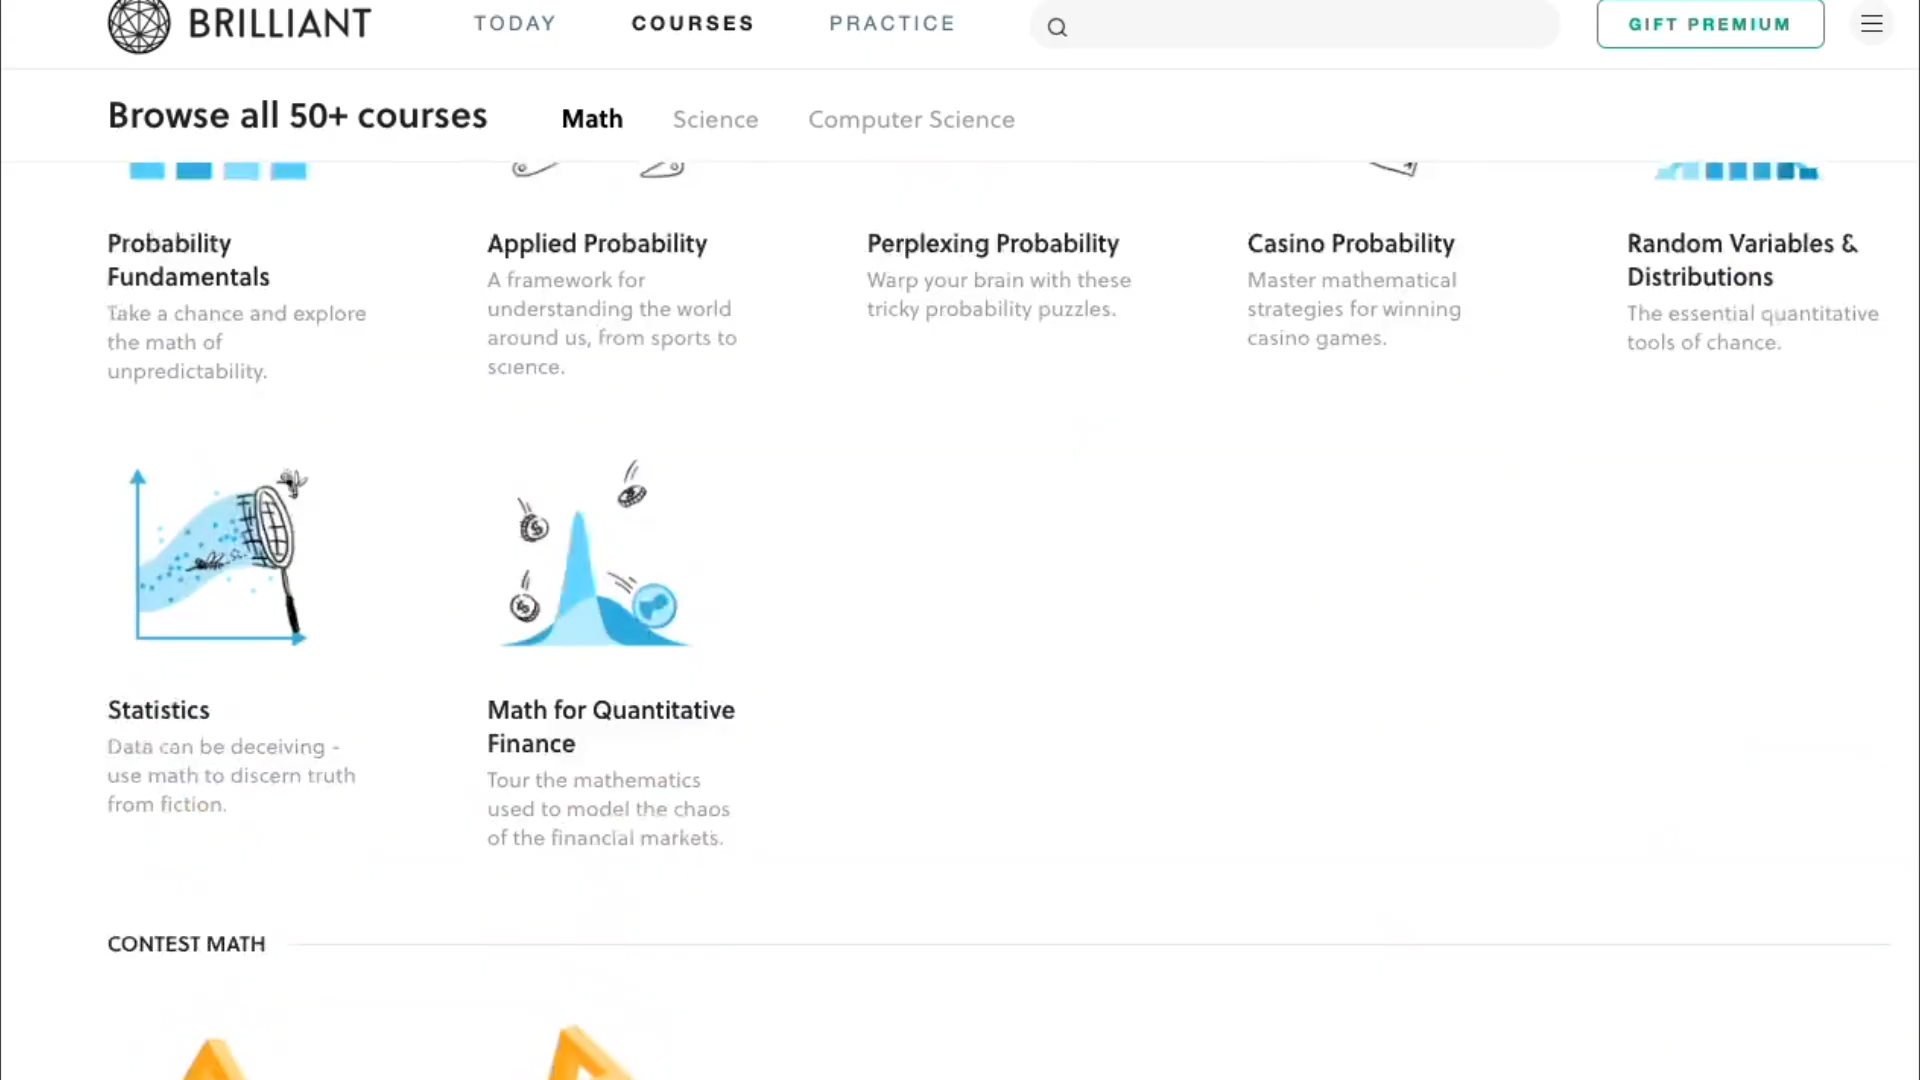 BRILLIANT
TODAY
COURSES
PRACTICE
GIFT PREMIUM
Browse all 50+ courses
Math
Science
Computer Science
Probability
Fundamentals
Take a chance and explore
the math of
unpredictability.
Applied Probability
A framework for
understanding the world
around us, from sports to
science.
Perplexing Probability
Warp your brain with these
tricky probability puzzles.
Casino Probability
Master mathematical
strategies for winning
casino games.
Random Variables &
Distributions
The essential quantitative
tools of chance.
Statistics
Data can be deceiving -
use math to discern truth
from fiction.
Math for Quantitative
Finance
Tour the mathematics
used to model the chaos
of the financial markets.
CONTEST MATH